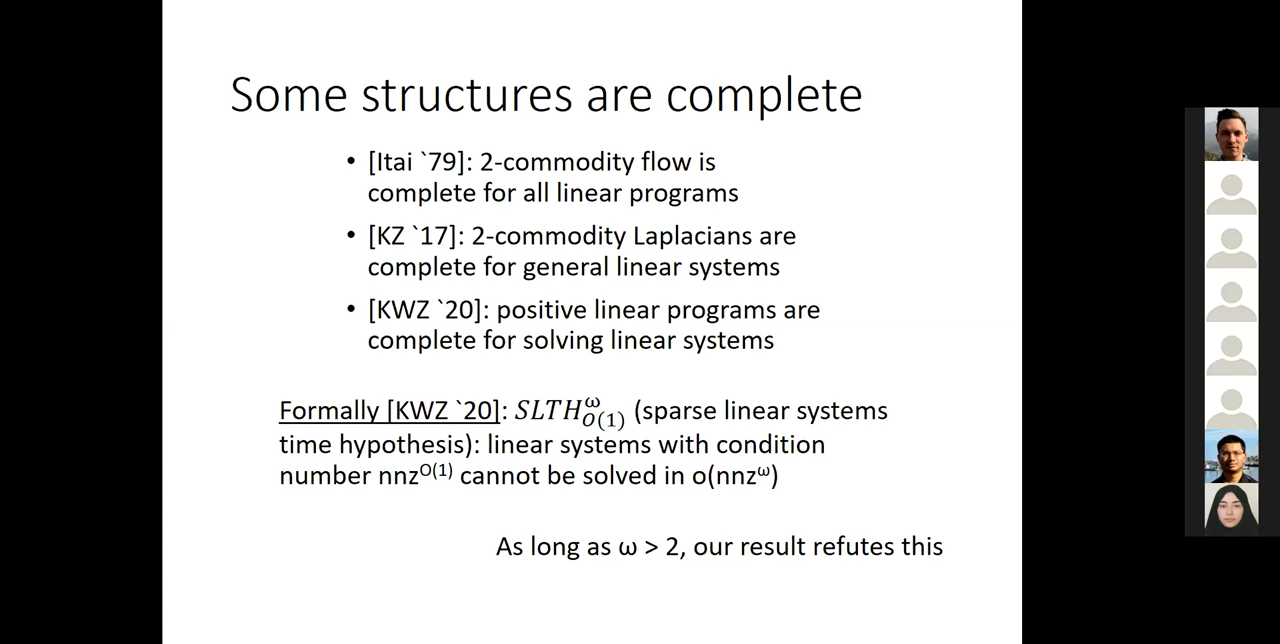 Some structures are complete
• [Itai `79]: 2-commodity flow is
complete for all linear programs
• [KZ `17]: 2-commodity Laplacians are
complete for general linear systems
• [KWZ `20]: positive linear programs are
complete for solving linear systems
Formally [KWZ `20]: SLTH^ω_O(1) (sparse linear systems
time hypothesis): linear systems with condition
number nnz^O(1) cannot be solved in o(nnz^ω)
As long as ω > 2, our result refutes this